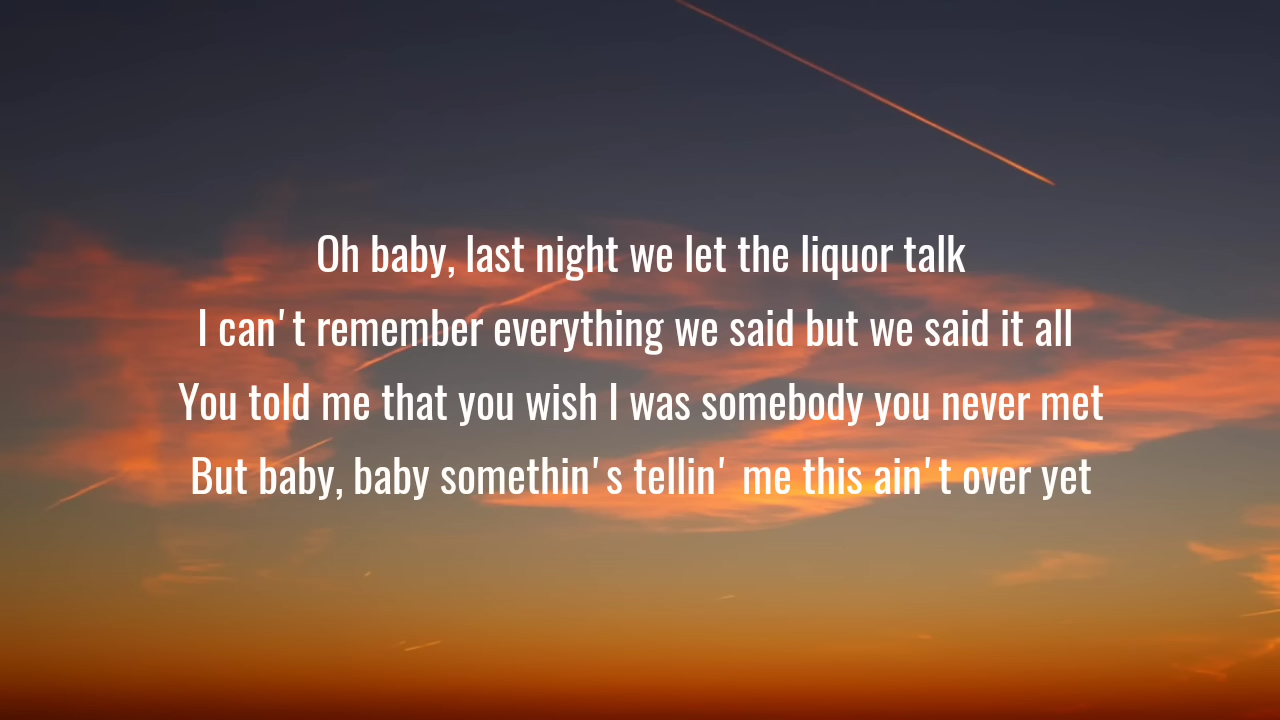 Oh baby, last night we let the liquor talk
I can't remember everything we said but we said it all
You told me that you wish I was somebody you never met
But baby, baby somethin's tellin' me this ain't over yet